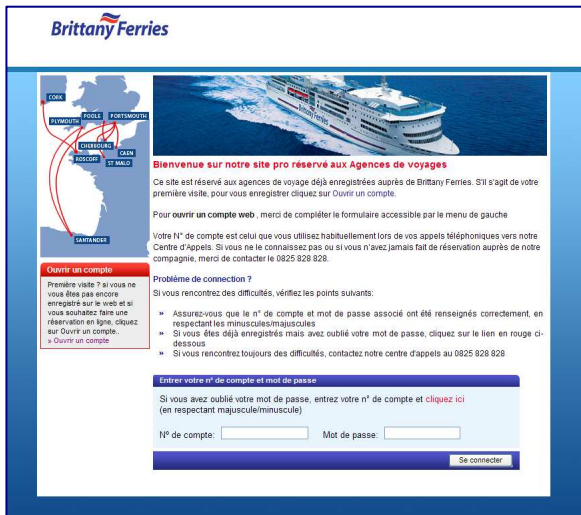 Brittany Ferries
CORK
PLYMOUTH
POOLE
PORTSMOUTH
CHERBOURG
CAEN
ROSCOFF
ST MALO
SANTANDER
Brittany Ferries
Bienvenue sur notre site pro réservé aux Agences de voyages
Ce site est réservé aux agences de voyage déjà enregistrées auprès de Brittany Ferries. S'il s'agit de votre
première visite, pour vous enregistrer cliquez sur Ouvrir un compte.
Pour ouvrir un compte web , merci de compléter le formulaire accessible par le menu de gauche
Votre N° de compte est celui que vous utilisez habituellement lors de vos appels téléphoniques vers notre
Centre d'Appels. Si vous ne le connaissez pas ou si vous n'avez jamais fait de réservation auprès de notre
compagnie, merci de contacter le 0825 828 828.
Ouvrir un compte
Première visite ? si vous ne
vous êtes pas encore
enregistré sur le web et si
vous souhaitez faire une
réservation en ligne, cliquez
sur Ouvrir un compte..
» Ouvrir un compte
Problème de connection ?
Si vous rencontrez des difficultés, vérifiez les points suivants:
» Assurez-vous que le n° de compte et mot de passe associé ont été renseignés correctement, en
respectant les minuscules/majuscules
» Si vous êtes déjà enregistrés mais avez oublié votre mot de passe, cliquez sur le lien en rouge ci-
dessous
» Si vous rencontrez toujours des difficultés, contactez notre centre d'appels au 0825 828 828
Entrer votre n° de compte et mot de passe
Si vous avez oublié votre mot de passe, entrez votre n° de compte et cliquez ici
(en respectant majuscule/minuscule)
Nº de compte:
Mot de passe:
Se connecter